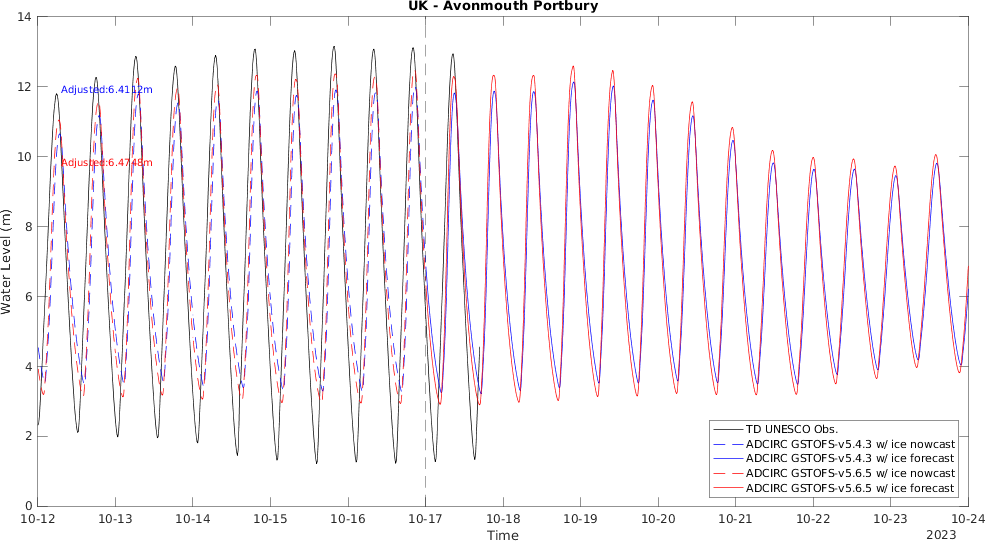 UK - Avonmouth Portbury
14
12
10
8
6
4
2
0
Water Level (m)
Adjusted:6.4112m
Adjusted:6.4748m
TD UNESCO Obs.
ADCIRC GSTOFS-v5.4.3 w/ ice nowcast
ADCIRC GSTOFS-v5.4.3 w/ ice forecast
ADCIRC GSTOFS-v5.6.5 w/ ice nowcast
ADCIRC GSTOFS-v5.6.5 w/ ice forecast
10-12 10-13 10-14 10-15 10-16 10-17 10-18 10-19 10-20 10-21 10-22 10-23 10-24
Time
2023